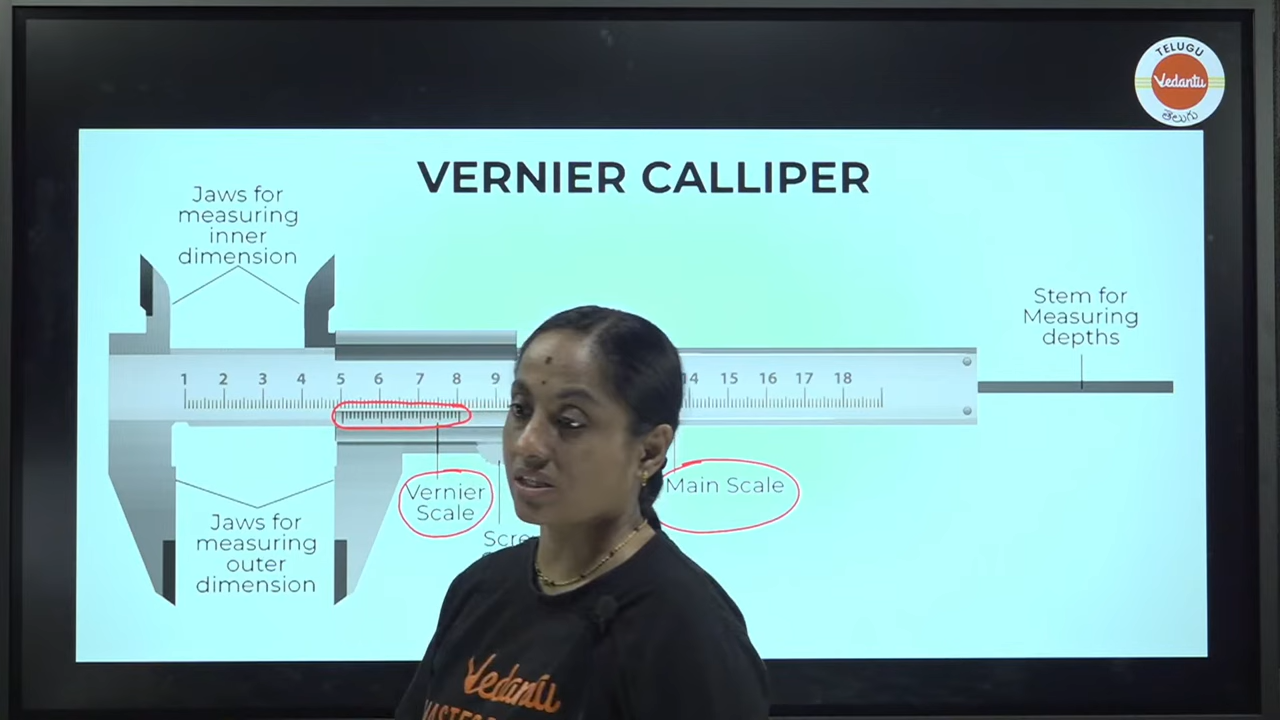 TELUGU
Vedantu
తెలుగు
VERNIER CALLIPER
Jaws for
measuring
inner
dimension
Stem for
Measuring
depths
1 2 3 4 5 6 7 8 9 14 15 16 17 18
Vernier
Scale
Main Scale
Jaws for
measuring
outer
dimension
Vedantu